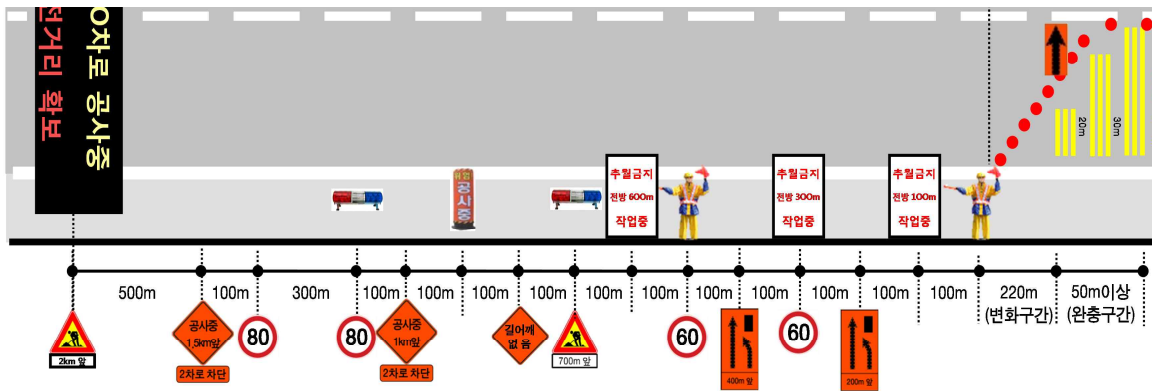 0차로 공사중
전거리 확보
위험
공사중
추월금지
전방 600m
작업중
추월금지
전방 300m
작업중
추월금지
전방 100m
작업중
20m
30m
500m
100m
300m
100m
100m
100m
100m
100m
100m
100m
100m
100m
100m
100m
220m
(변화구간)
50m이상
(완충구간)
2km 앞
공사중
1.5km앞
2차로 차단
80
80
공사중
1km앞
2차로 차단
길어깨
없 음
700m 앞
60
400m 앞
60
200m 앞